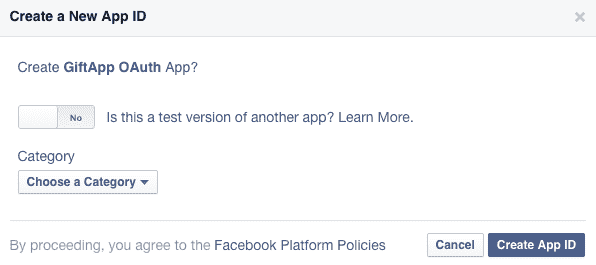 Create a New App ID
Create GiftApp OAuth App?
No Is this a test version of another app? Learn More.
Category
Choose a Category
By proceeding, you agree to the Facebook Platform Policies Cancel Create App ID